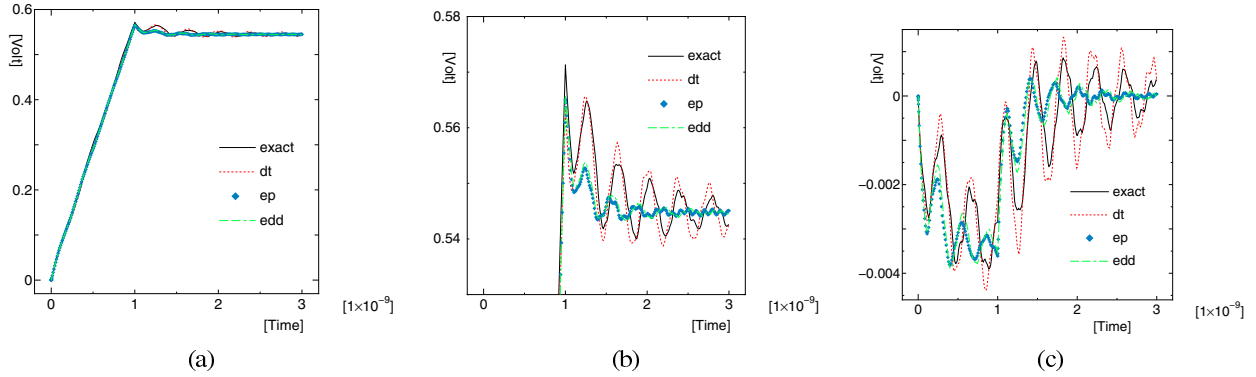 0.6
[Volt]
0.4
0.2
0
exact
dt
ep
edd
0
1
2
3
[1×10⁻⁹]
[Time]
(a)
0.58
[Volt]
0.56
0.54
exact
dt
ep
edd
0
1
2
3
[1×10⁻⁹]
[Time]
(b)
[Volt]
0
−0.002
−0.004
exact
dt
ep
edd
0
1
2
3
[1×10⁻⁹]
[Time]
(c)